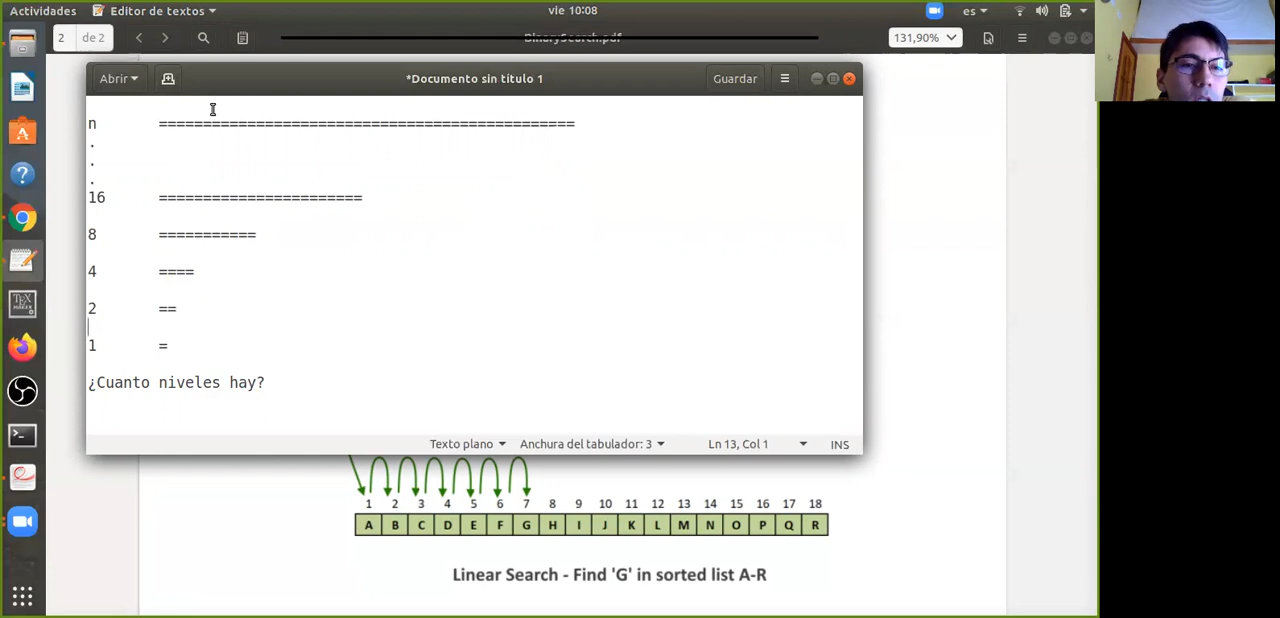 Actividades Editor de textos vie 10:08 es
2 de 2 BinarySearch.pdf 131,90%
Abrir *Documento sin título 1 Guardar
n ===============================================
.
.
.
16 =======================
8 ===========
4 ====
2 ==
1 =
¿Cuanto niveles hay?
Texto plano Anchura del tabulador: 3 Ln 13, Col 1 INS
1 2 3 4 5 6 7 8 9 10 11 12 13 14 15 16 17 18
A B C D E F G H I J K L M N O P Q R
Linear Search - Find 'G' in sorted list A-R